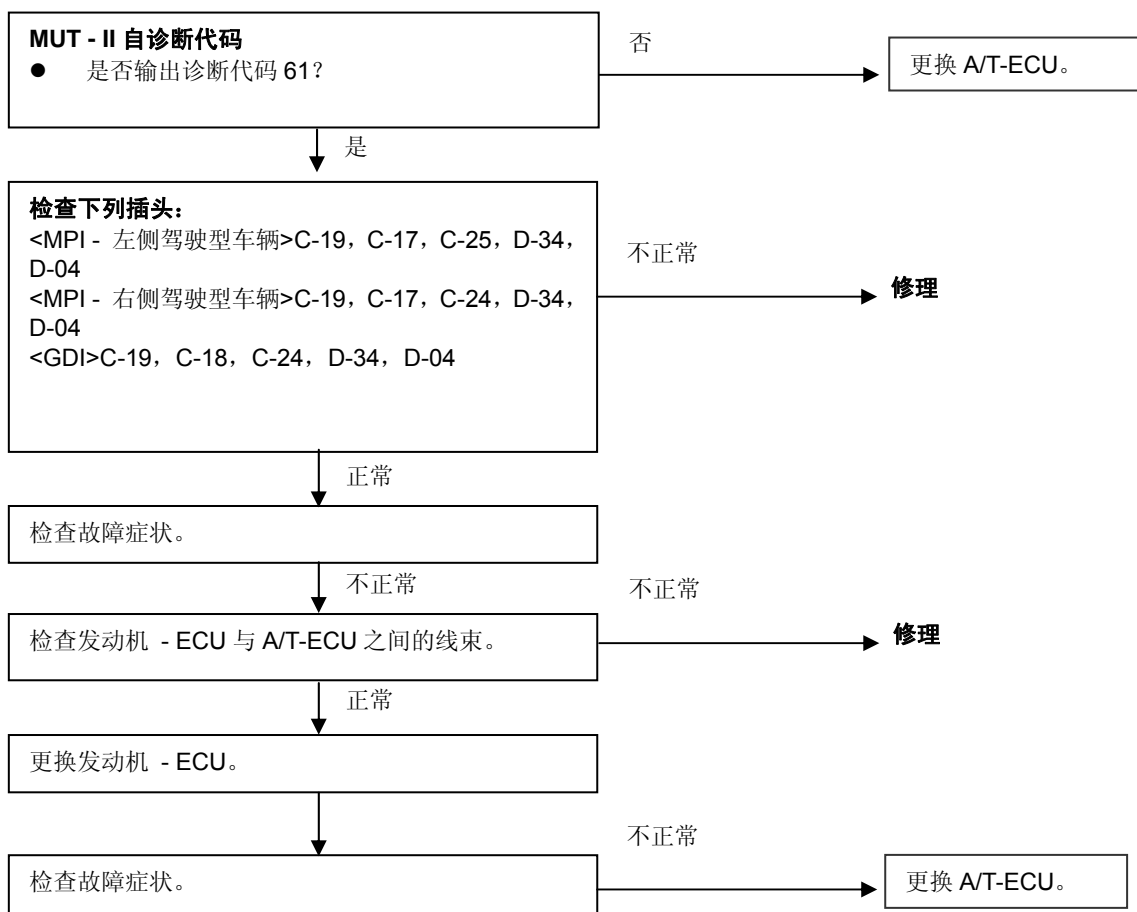 MUT - II 自诊断代码
否
● 是否输出诊断代码 61？
更换 A/T-ECU。
是
检查下列插头：
<MPI - 左侧驾驶型车辆>C-19，C-17，C-25，D-34，
D-04
不正常
<MPI - 右侧驾驶型车辆>C-19，C-17，C-24，D-34，
修理
D-04
<GDI>C-19，C-18，C-24，D-34，D-04
正常
检查故障症状。
不正常
不正常
检查发动机 - ECU 与 A/T-ECU 之间的线束。
修理
正常
更换发动机 - ECU。
不正常
检查故障症状。
更换 A/T-ECU。